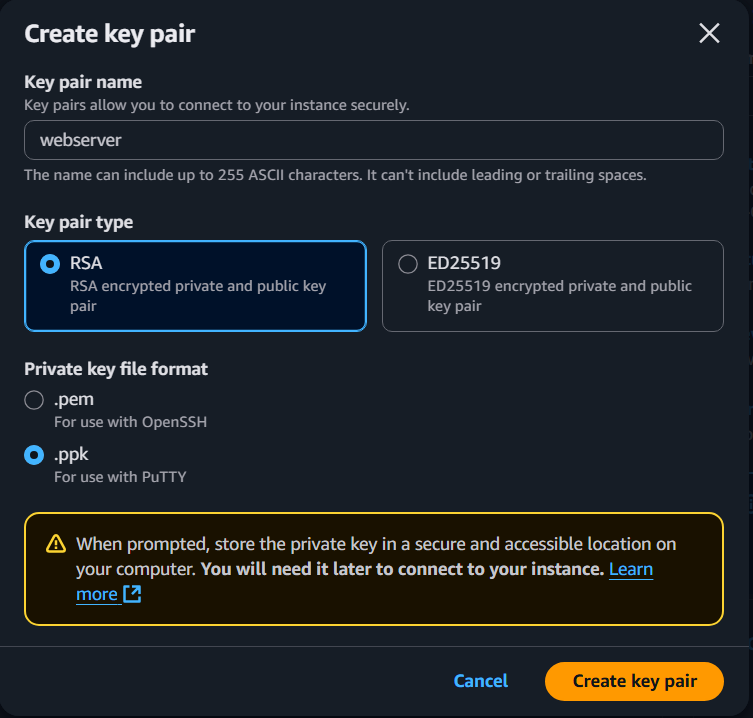 Create key pair
Key pair name
Key pairs allow you to connect to your instance securely.
webserver
The name can include up to 255 ASCII characters. It can't include leading or trailing spaces.
Key pair type
RSA
RSA encrypted private and public key
pair
ED25519
ED25519 encrypted private and public
key pair
Private key file format
.pem
For use with OpenSSH
.ppk
For use with PuTTY
When prompted, store the private key in a secure and accessible location on
your computer. You will need it later to connect to your instance. Learn
more
Cancel
Create key pair